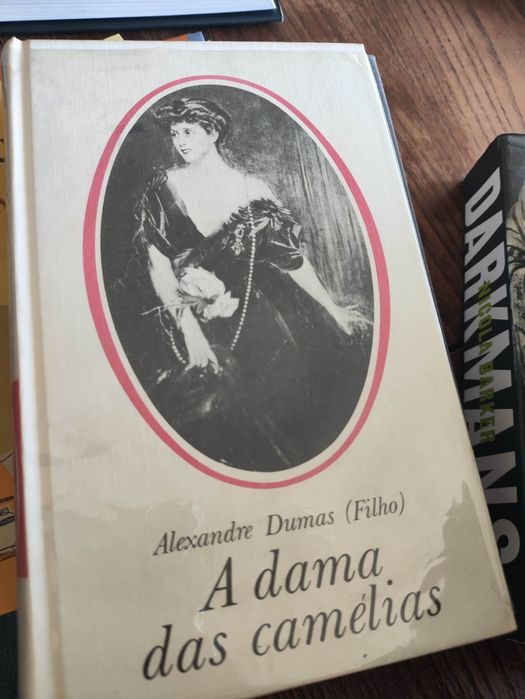 Alexandre Dumas (Filho)
A dama
das camélias
DARKMANS
NICOLA BARKER